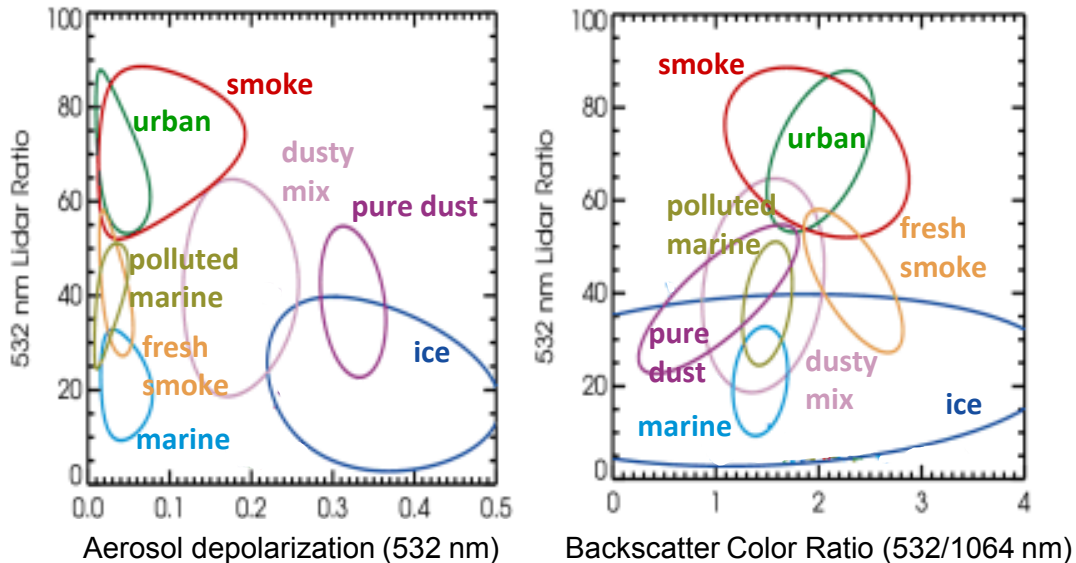 100
80
60
40
20
0
532 nm Lidar Ratio
smoke
urban
dusty
mix
pure dust
polluted
marine
fresh
smoke
ice
marine
0.0 0.1 0.2 0.3 0.4 0.5
Aerosol depolarization (532 nm)
100
80
60
40
20
0
532 nm Lidar Ratio
smoke
urban
polluted
marine
fresh
smoke
pure
dust
dusty
mix
marine
ice
0 1 2 3 4
Backscatter Color Ratio (532/1064 nm)